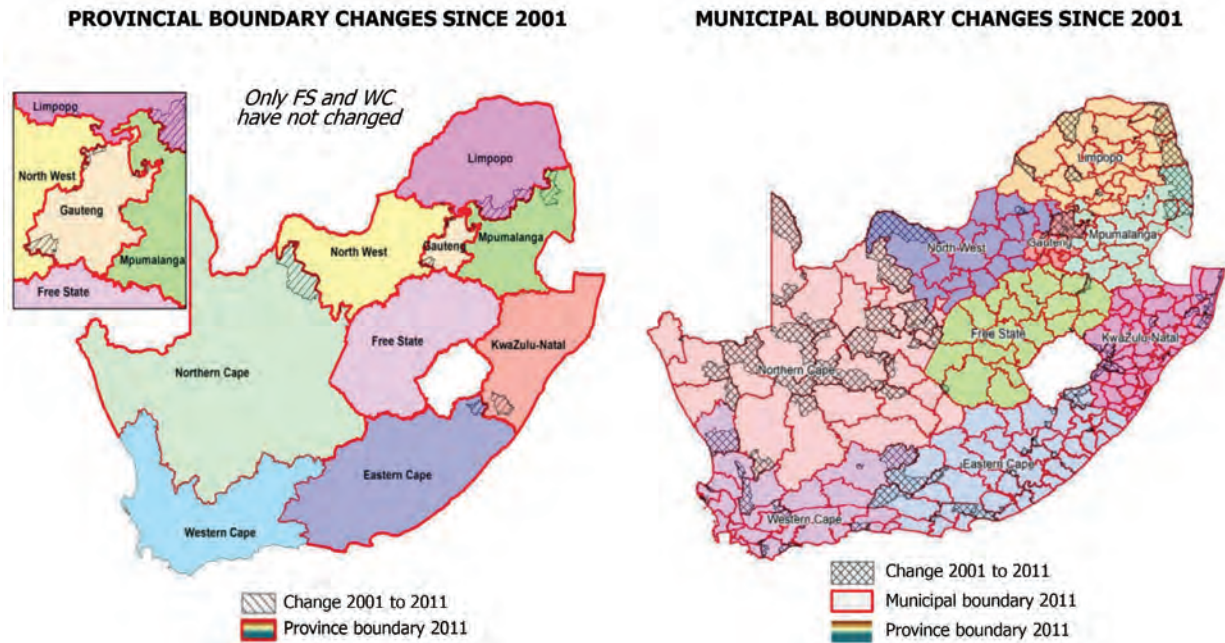 PROVINCIAL BOUNDARY CHANGES SINCE 2001
Limpopo
North West
Gauteng
Mpumalanga
Free State
Only FS and WC
have not changed
Limpopo
Mpumalanga
Gauteng
North West
Free State
KwaZulu-Natal
Northern Cape
Eastern Cape
Western Cape
Change 2001 to 2011
Province boundary 2011
MUNICIPAL BOUNDARY CHANGES SINCE 2001
Limpopo
Mpumalanga
North West
Gauteng
Free State
KwaZulu-Natal
Northern Cape
Eastern Cape
Western Cape
Change 2001 to 2011
Municipal boundary 2011
Province boundary 2011